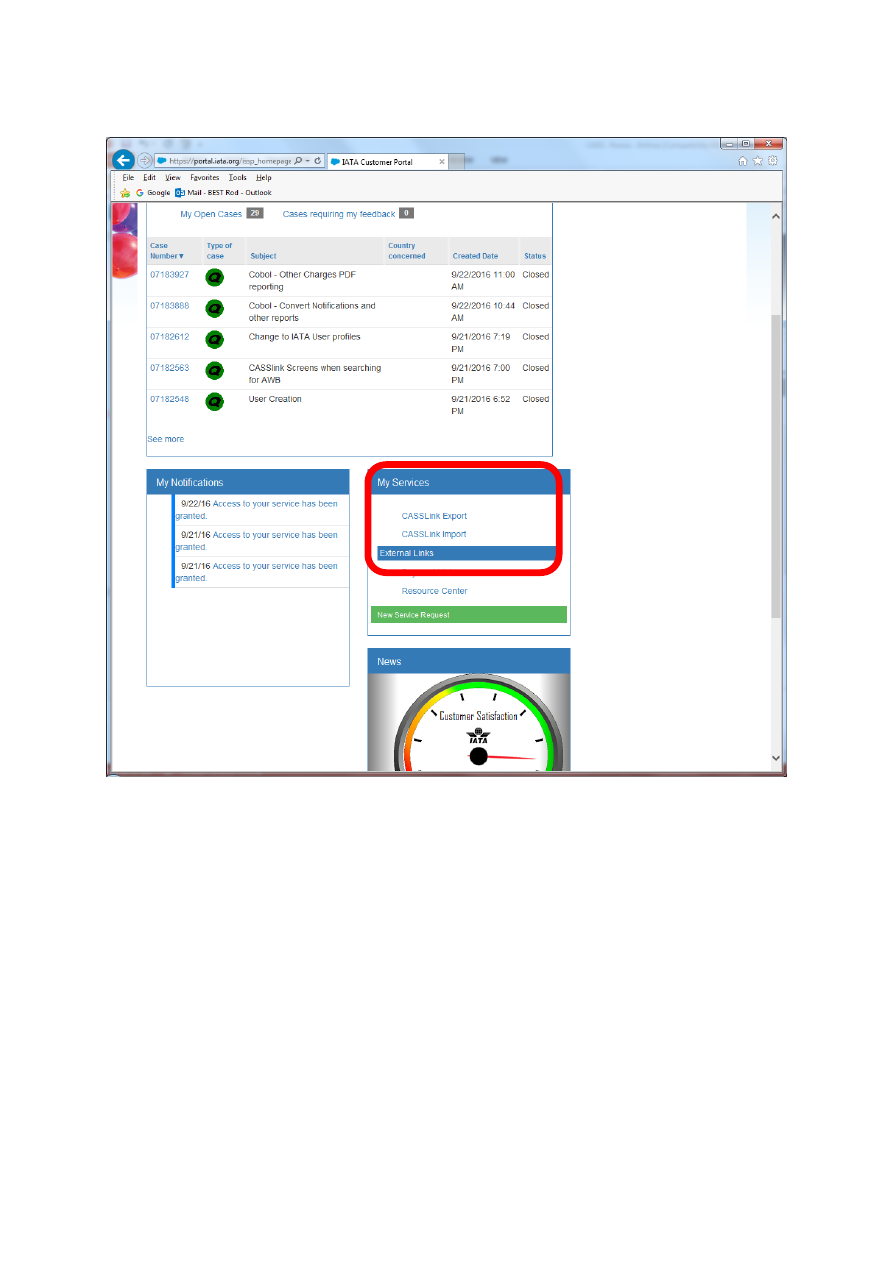 https://portal.iata.org/isp_homepage
IATA Customer Portal
File Edit View Favorites Tools Help
Google Mail - BEST Rod - Outlook
My Open Cases 29 Cases requiring my feedback 0
Case Number▼ Type of case Subject Country concerned Created Date Status
07183927 Q Cobol - Other Charges PDF 9/22/2016 11:00 Closed
reporting AM
07183888 Q Cobol - Convert Notifications and 9/22/2016 10:44 Closed
other reports AM
07182612 Q Change to IATA User profiles 9/21/2016 7:19 Closed
PM
07182563 Q CASSlink Screens when searching 9/21/2016 7:00 Closed
for AWB PM
07182548 Q User Creation 9/21/2016 6:52 Closed
PM
See more
My Notifications
9/22/16 Access to your service has been
granted.
9/21/16 Access to your service has been
granted.
9/21/16 Access to your service has been
granted.
My Services
CASSLink Export
CASSLink Import
External Links
Resource Center
New Service Request
News
Customer Satisfaction
IATA